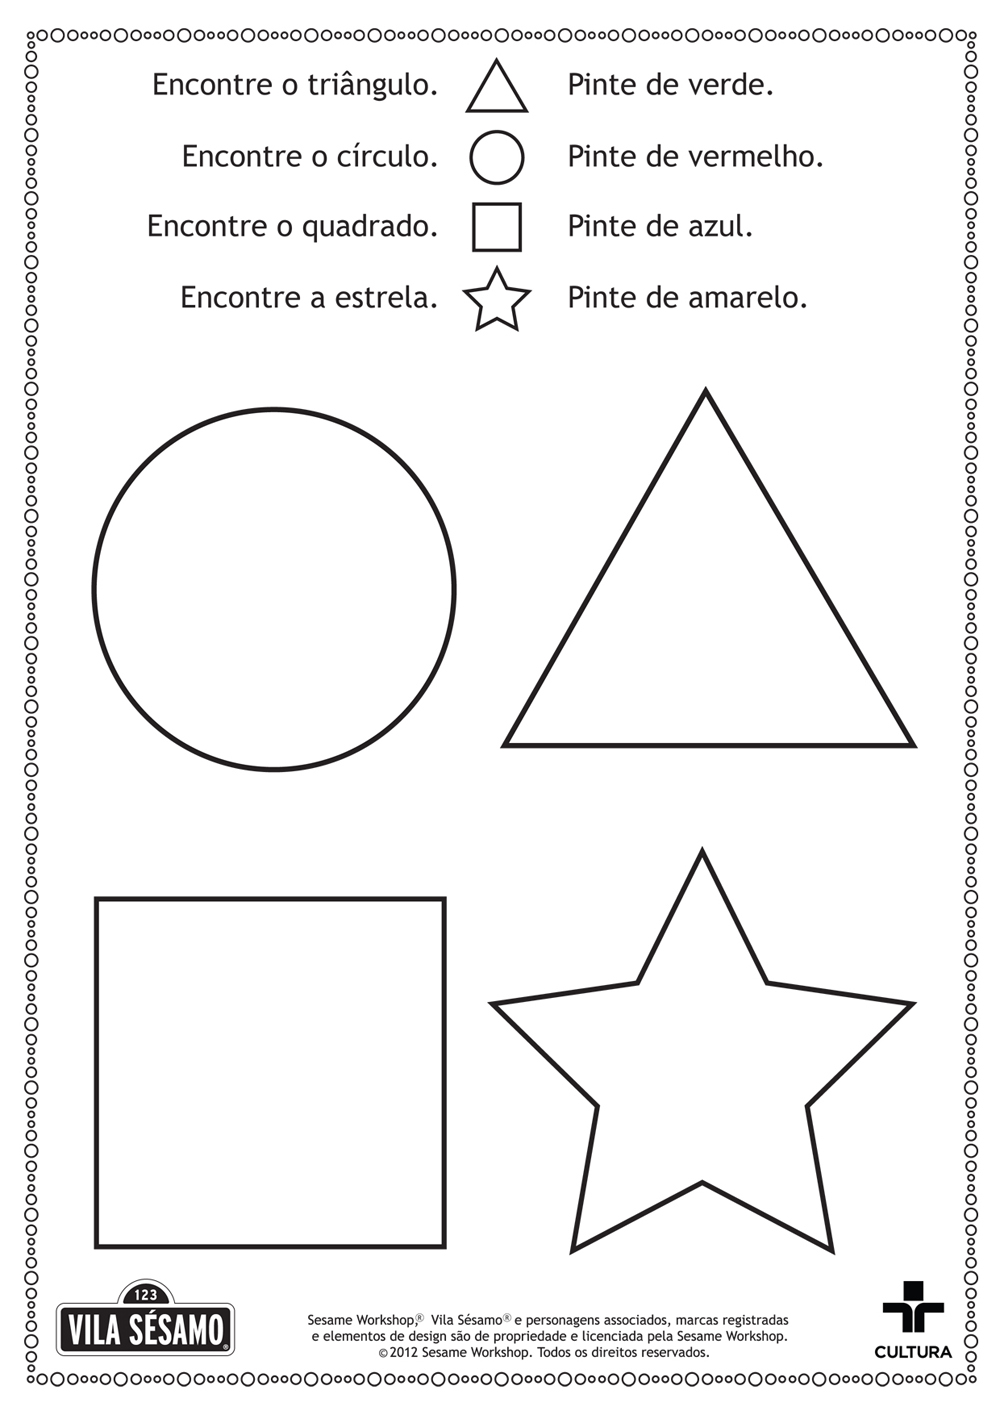 Encontre o triângulo. Pinte de verde.
Encontre o círculo. Pinte de vermelho.
Encontre o quadrado. Pinte de azul.
Encontre a estrela. Pinte de amarelo.
123
VILA SÉSAMO®
Sesame Workshop,® Vila Sésamo® e personagens associados, marcas registradas
e elementos de design são de propriedade e licenciada pela Sesame Workshop.
©2012 Sesame Workshop. Todos os direitos reservados.
CULTURA